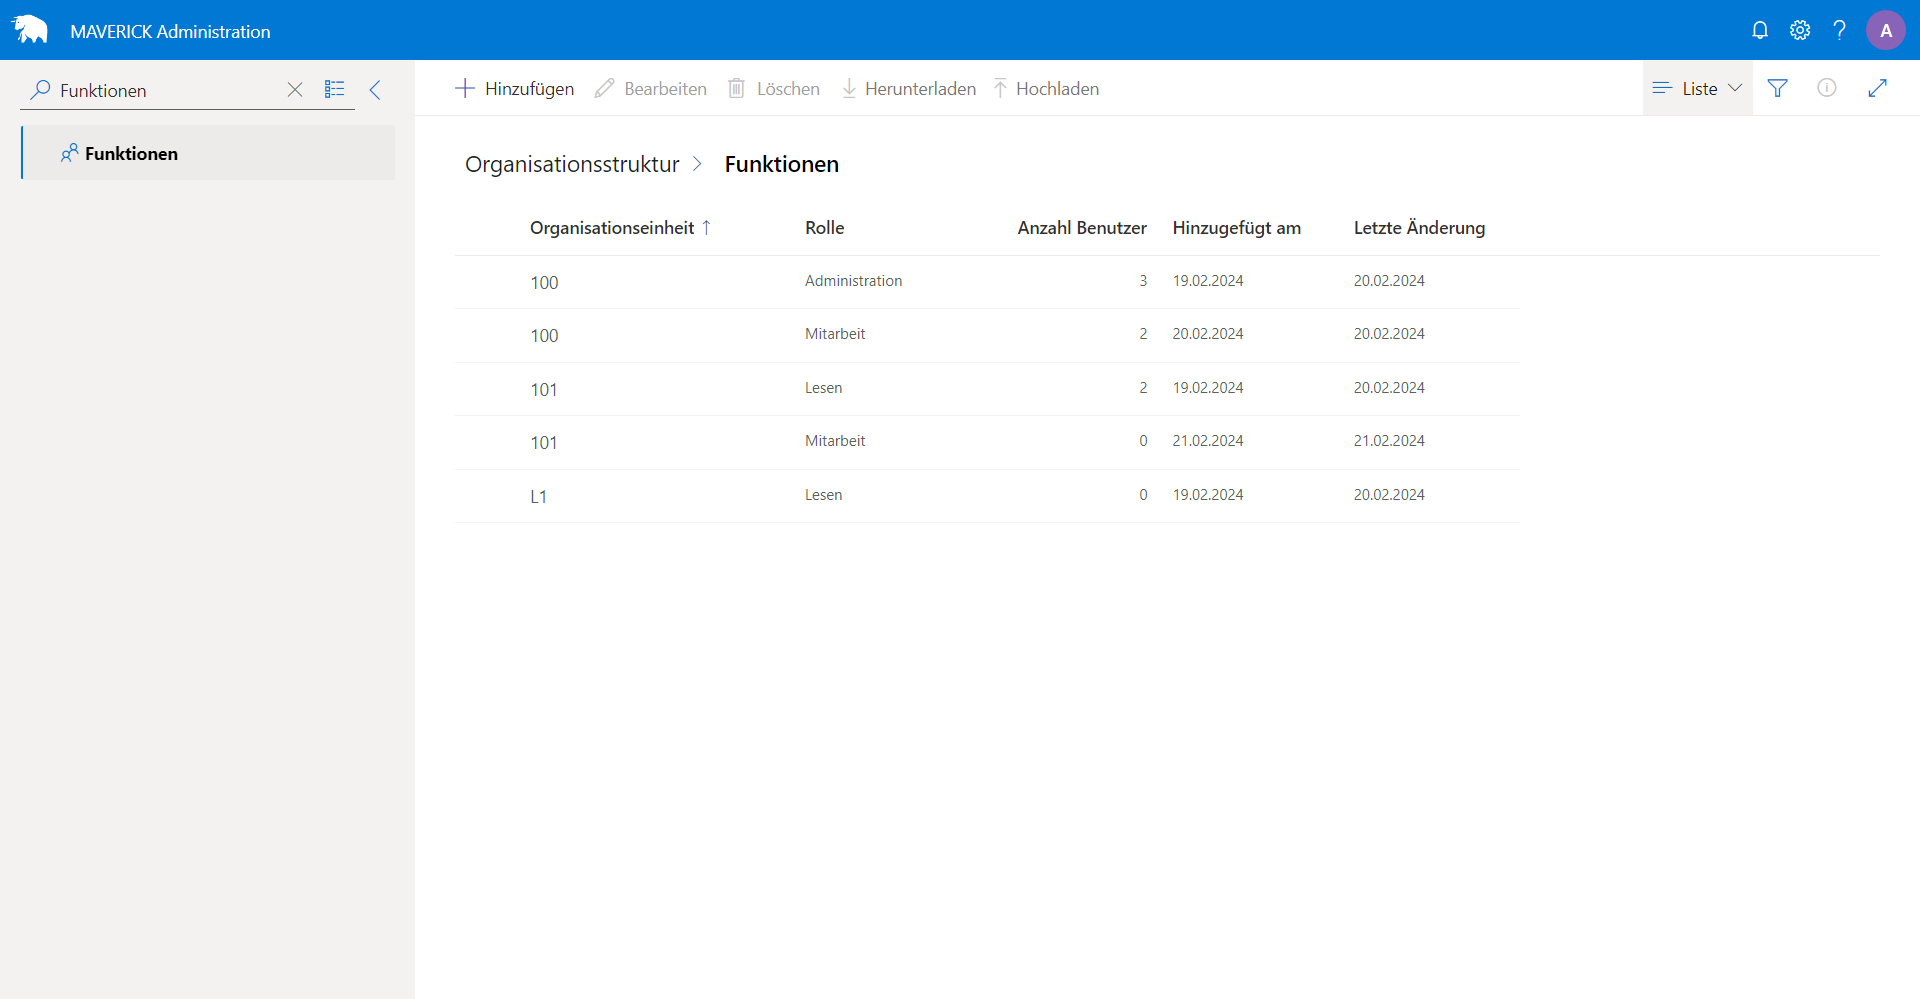 MAVERICK Administration
A
Funktionen
Hinzufügen Bearbeiten Löschen Herunterladen Hochladen Liste
Funktionen
Organisationsstruktur Funktionen
Organisationseinheit Rolle Anzahl Benutzer Hinzugefügt am Letzte Änderung
100 Administration 3 19.02.2024 20.02.2024
100 Mitarbeit 2 20.02.2024 20.02.2024
101 Lesen 2 19.02.2024 20.02.2024
101 Mitarbeit 0 21.02.2024 21.02.2024
L1 Lesen 0 19.02.2024 20.02.2024